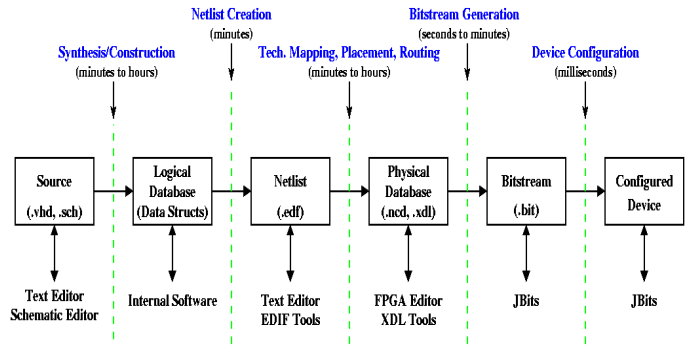 Netlist Creation
(minutes)
Bitstream Generation
(seconds to minutes)
Synthesis/Construction
(minutes to hours)
Tech. Mapping, Placement, Routing
(minutes to hours)
Device Configuration
(milliseconds)
Source
(.vhd, .sch)
Logical
Database
(Data Structs)
Netlist
(.edf)
Physical
Database
(.ncd, .xdl)
Bitstream
(.bit)
Configured
Device
Text Editor
Schematic Editor
Internal Software
Text Editor
EDIF Tools
FPGA Editor
XDL Tools
JBits
JBits